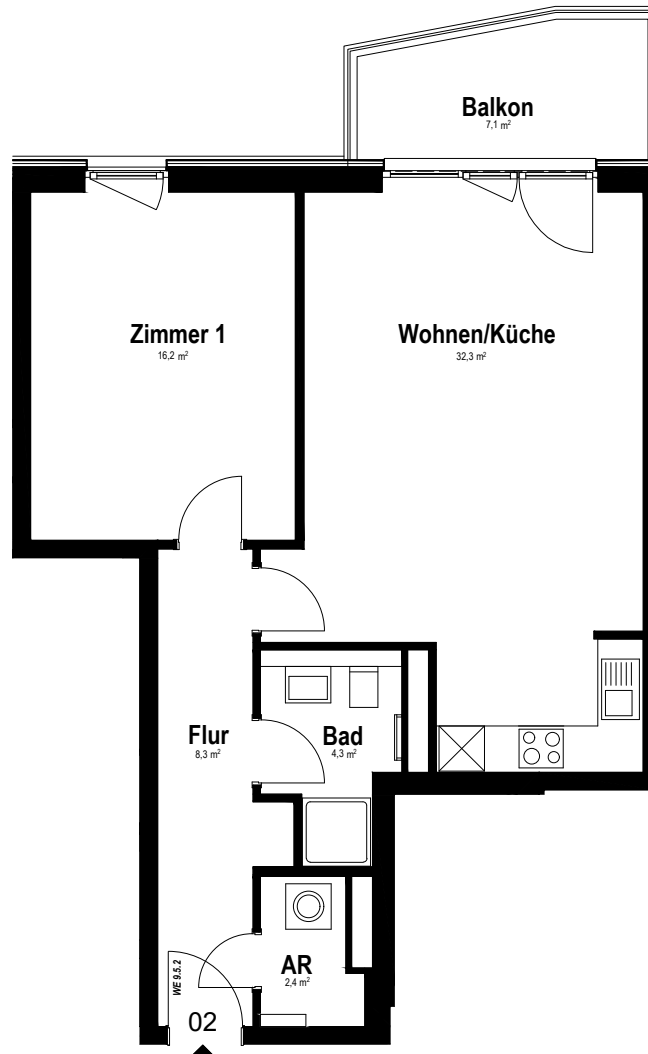 Balkon
7,1 m²
Zimmer 1
16,2 m²
Wohnen/Küche
32,3 m²
Flur
8,3 m²
Bad
4,3 m²
AR
2,4 m²
WE 9.5.2
02